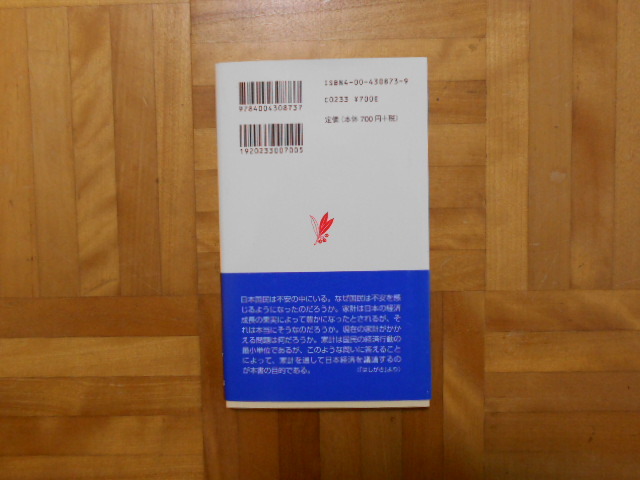 ISBN4-00-430873-9
C0233 ¥700E
定価(本体 700 円+税)
9784004308737
1920233007005
日本国民は不安の中にいる。なぜ国民は不安を感
じるようになったのだろうか。家計は日本の経済
成長の果実によって豊かになったとされるが、そ
れは本当にそうなのだろうか。現在の家計がかか
える問題は何だろうか。家計は国民の経済行動の
最小単位であるが、このような問いに答えること
によって、家計を通して日本経済を議論するの
が本書の目的である。
(「はしがき」より)